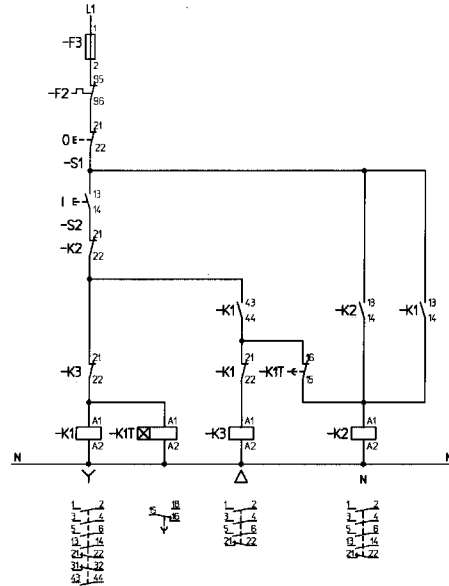 L1
1
-F3
2
95
-F2
96
21
O E
22
-S1
13
I E
14
-S2
21
-K2
22
43
-K1
44
13
-K2
14
13
-K1
14
21
-K3
22
21
-K1
22
16
-K1T
15
A1
-K1
A2
A1
-K1T
A2
A1
-K3
A2
A1
-K2
A2
N
N
Y
Δ
N
1 2
3 4
5 6
13 14
21 22
31 32
43 44
18
15 16
1 2
3 4
5 6
21 22
1 2
3 4
5 6
13 14
21 22